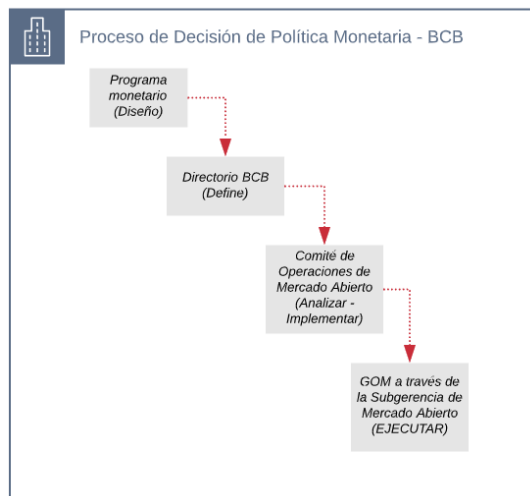 Proceso de Decisión de Política Monetaria - BCB
Programa
monetario
(Diseño)
Directorio BCB
(Define)
Comité de
Operaciones de
Mercado Abierto
(Analizar -
Implementar)
GOM a través de
la Subgerencia de
Mercado Abierto
(EJECUTAR)